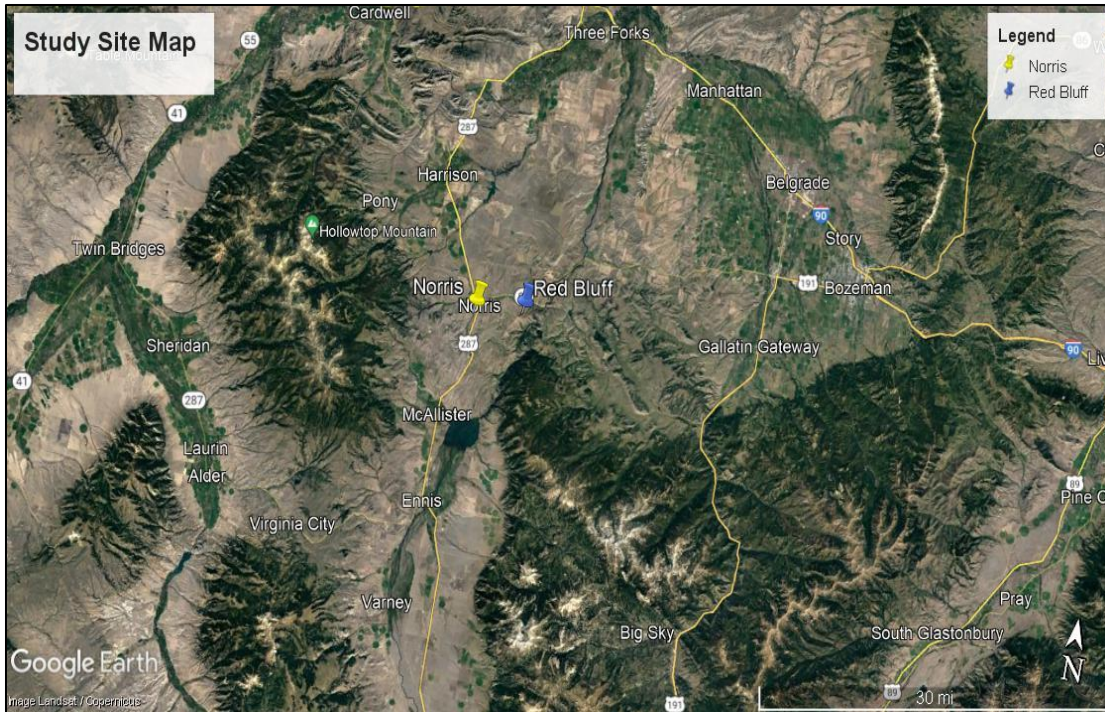 Study Site Map
Cardwell
55
Three Forks
Legend
Norris
Red Bluff
41
Manhattan
287
Harrison
Belgrade
Pony
90
Hollowtop Mountain
Story
Twin Bridges
191
Bozeman
Norris
Red Bluff
Norris
287
Sheridan
Gallatin Gateway
90
41
287
McAllister
Laurin
Alder
89
Ennis
Virginia City
Varney
Pray
Big Sky
South Glastonbury
N
Google Earth
Image Landsat / Copernicus
191
89
30 mi